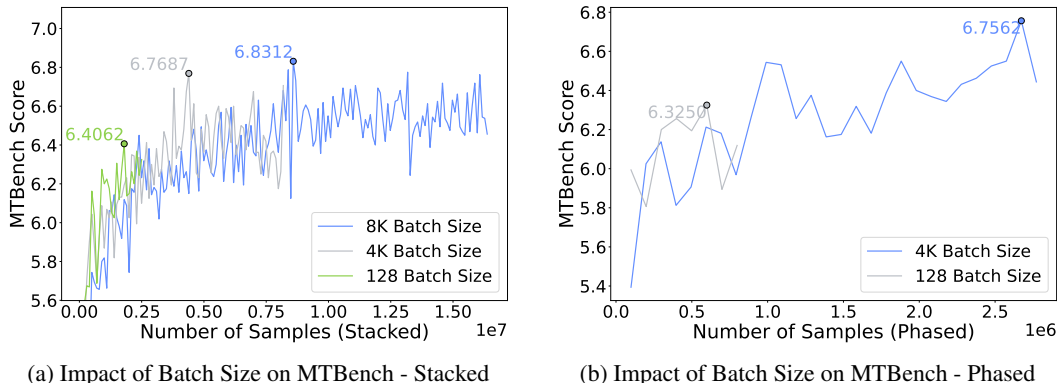 7.0
6.8
6.6
6.4
6.2
6.0
5.8
5.6
MTBench Score
6.8312
6.7687
6.4062
8K Batch Size
4K Batch Size
128 Batch Size
0.00 0.25 0.50 0.75 1.00 1.25 1.50
Number of Samples (Stacked)
1e7
(a) Impact of Batch Size on MTBench - Stacked
6.8
6.6
6.4
6.2
6.0
5.8
5.6
5.4
MTBench Score
6.7562
6.3250
4K Batch Size
128 Batch Size
0.0 0.5 1.0 1.5 2.0 2.5
Number of Samples (Phased)
1e6
(b) Impact of Batch Size on MTBench - Phased